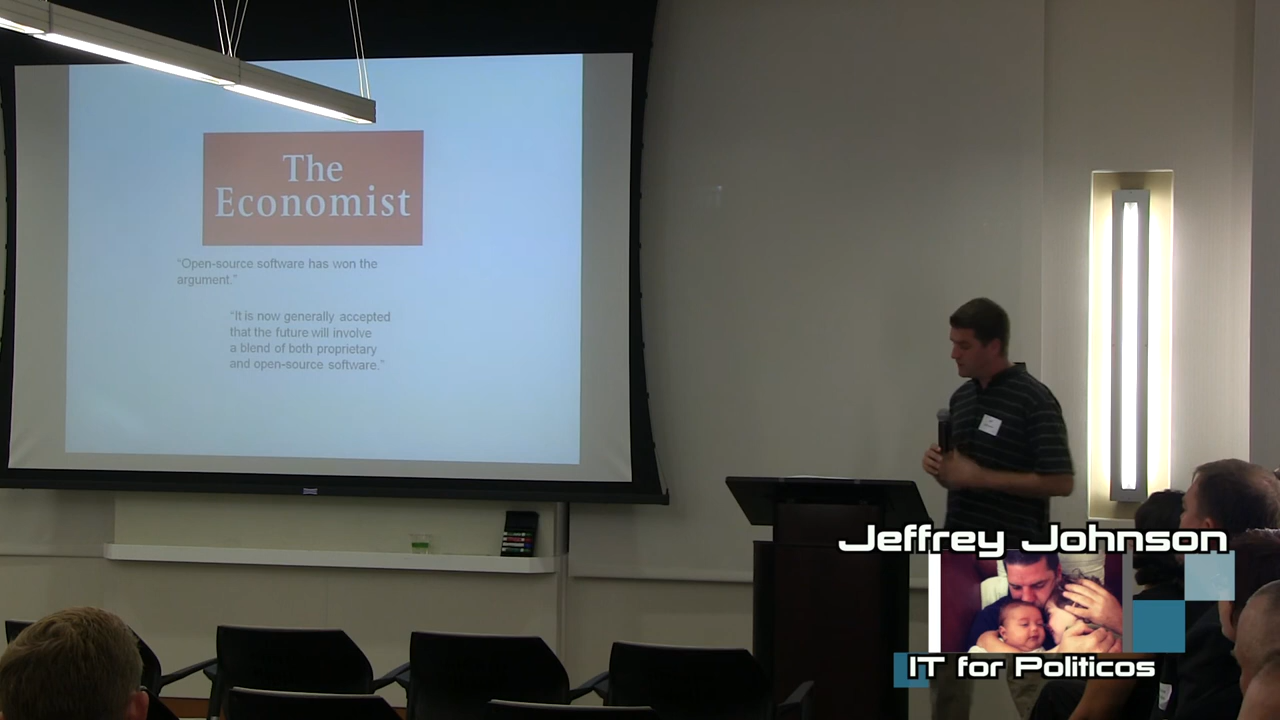 The
Economist
“Open-source software has won the
argument.”
“It is now generally accepted
that the future will involve
a blend of both proprietary
and open-source software.”
Jeffrey Johnson
IT for Politicos